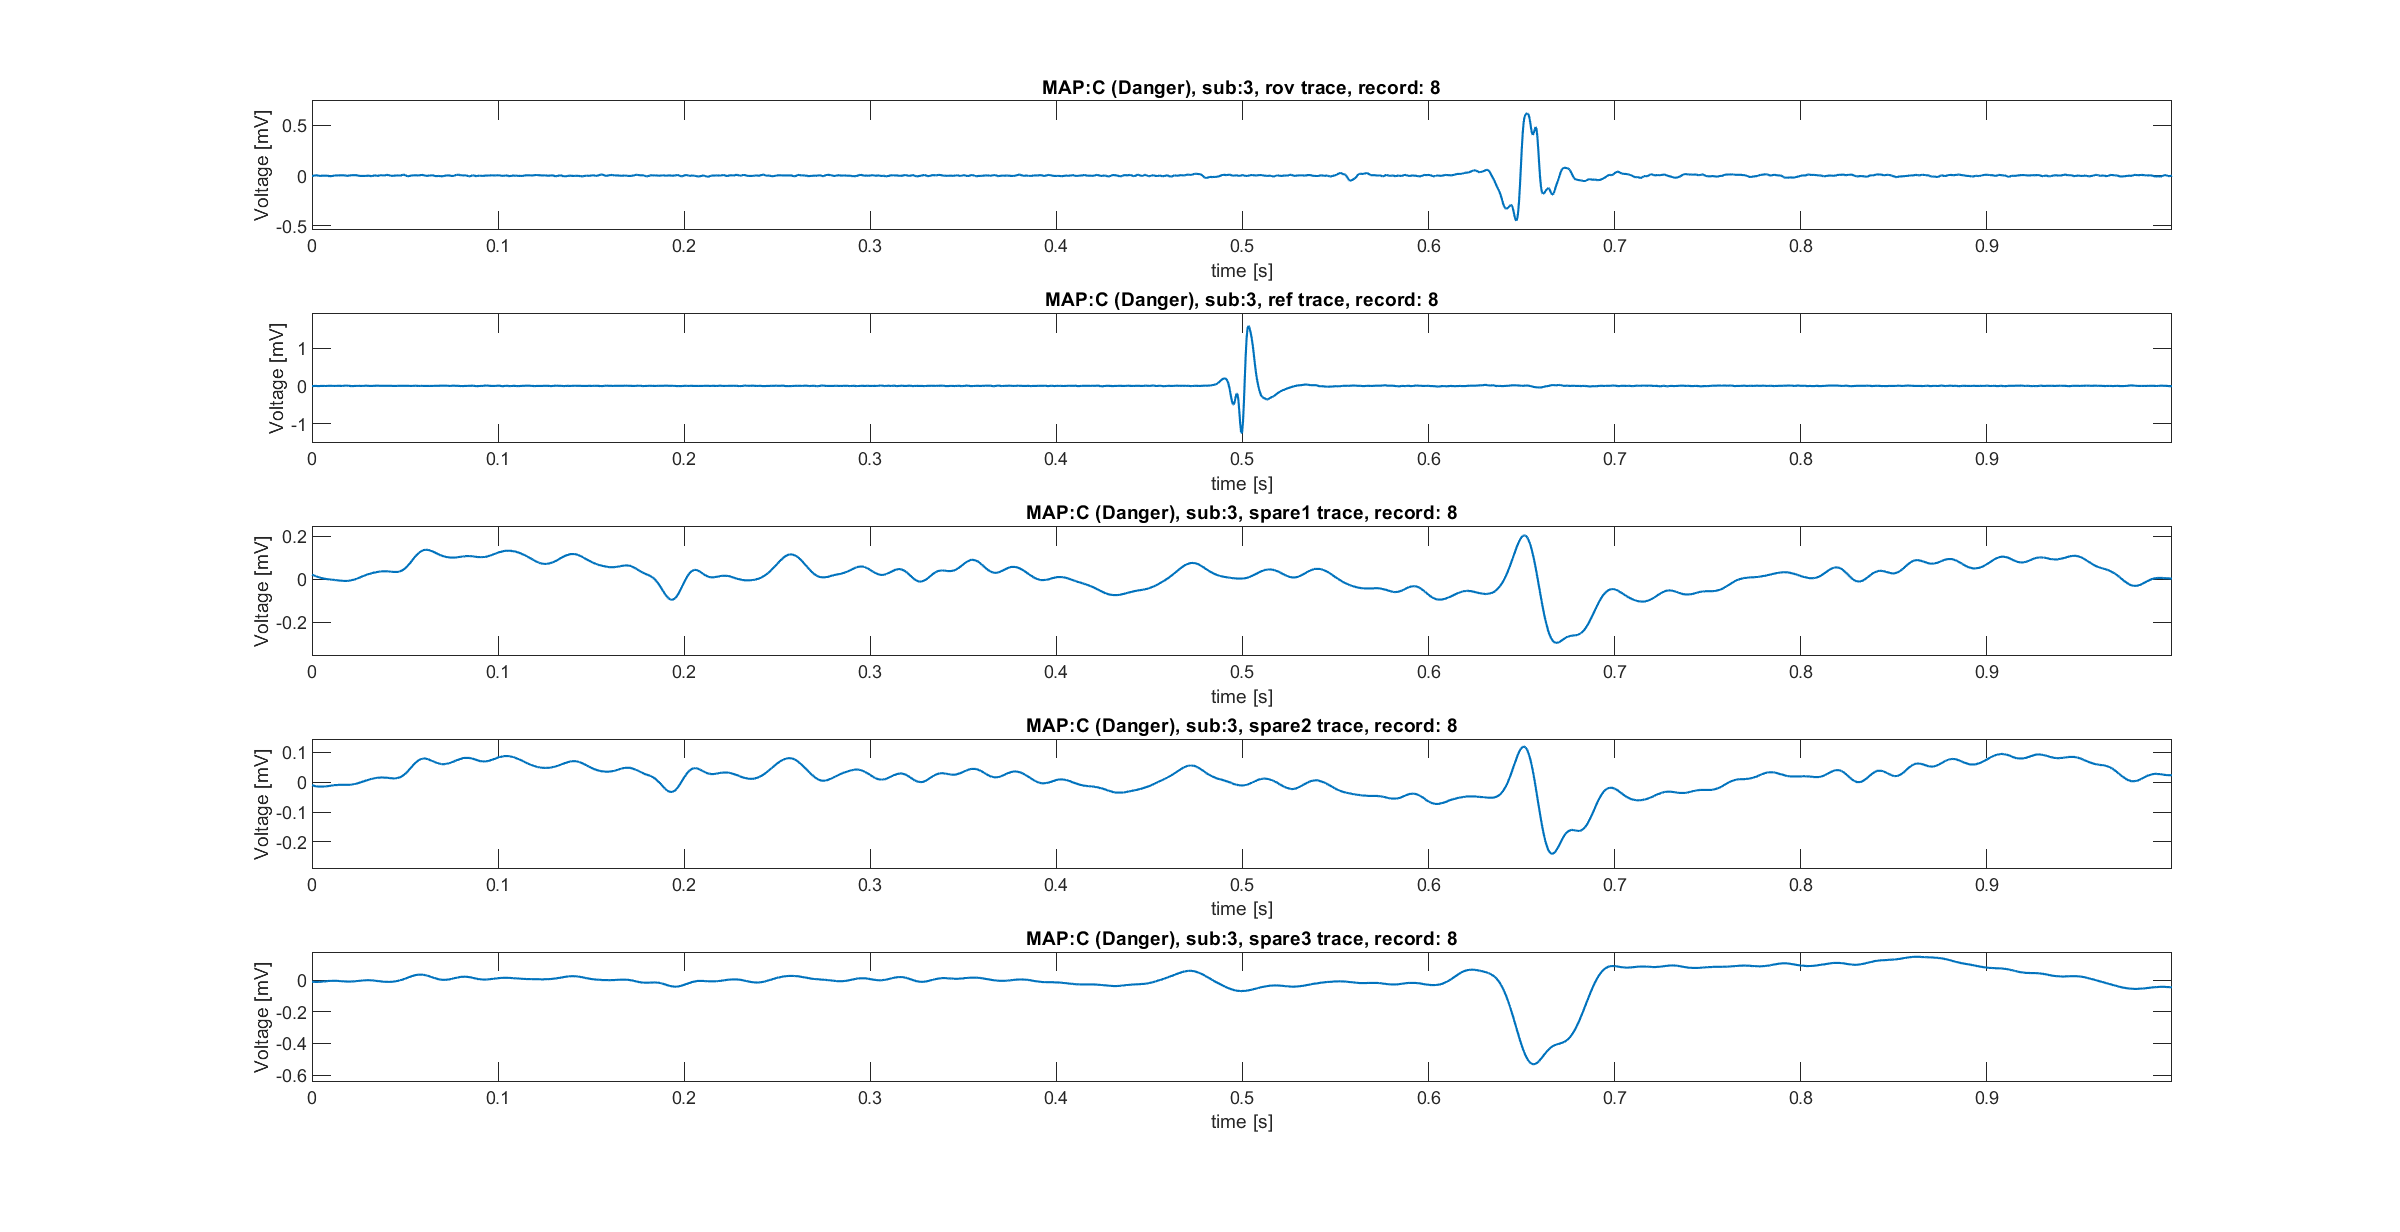 MAP:C (Danger), sub:3, rov trace, record: 8
Voltage [mV]
0.5
0
-0.5
0 0.1 0.2 0.3 0.4 0.5 0.6 0.7 0.8 0.9
time [s]
MAP:C (Danger), sub:3, ref trace, record: 8
Voltage [mV]
1
0
-1
0 0.1 0.2 0.3 0.4 0.5 0.6 0.7 0.8 0.9
time [s]
MAP:C (Danger), sub:3, spare1 trace, record: 8
Voltage [mV]
0.2
0
-0.2
0 0.1 0.2 0.3 0.4 0.5 0.6 0.7 0.8 0.9
time [s]
MAP:C (Danger), sub:3, spare2 trace, record: 8
Voltage [mV]
0.1
0
-0.1
-0.2
0 0.1 0.2 0.3 0.4 0.5 0.6 0.7 0.8 0.9
time [s]
MAP:C (Danger), sub:3, spare3 trace, record: 8
Voltage [mV]
0
-0.2
-0.4
-0.6
0 0.1 0.2 0.3 0.4 0.5 0.6 0.7 0.8 0.9
time [s]